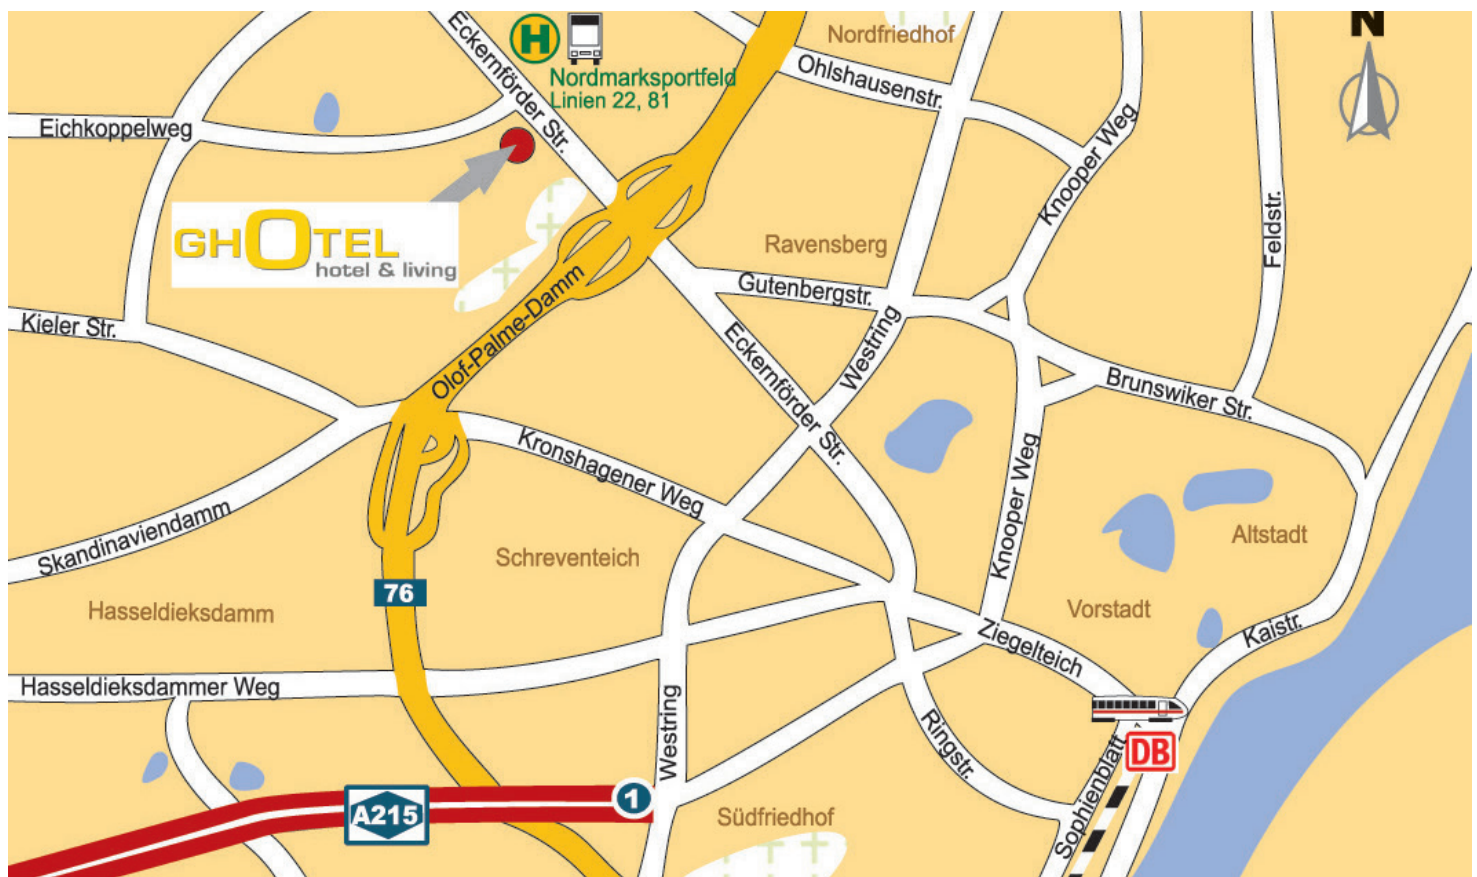 N
Eckernförder Str.
H
Nordmarksportfeld
Linien 22, 81
Nordfriedhof
Ohlshausenstr.
Knooper Weg
Feldstr.
Eichkoppelweg
GHOTEL
hotel & living
Ravensberg
Gutenbergstr.
Westring
Kieler Str.
Olof-Palme-Damm
Eckernförder Str.
Brunswiker Str.
Kronshagener Weg
Knooper Weg
Skandinaviendamm
Schreventeich
Altstadt
76
Hasseldieksdamm
Vorstadt
Kaistr.
Ziegelteich
Hasseldieksdammer Weg
Westring
Ringstr.
Sophienblatt
DB
1
A215
Südfriedhof